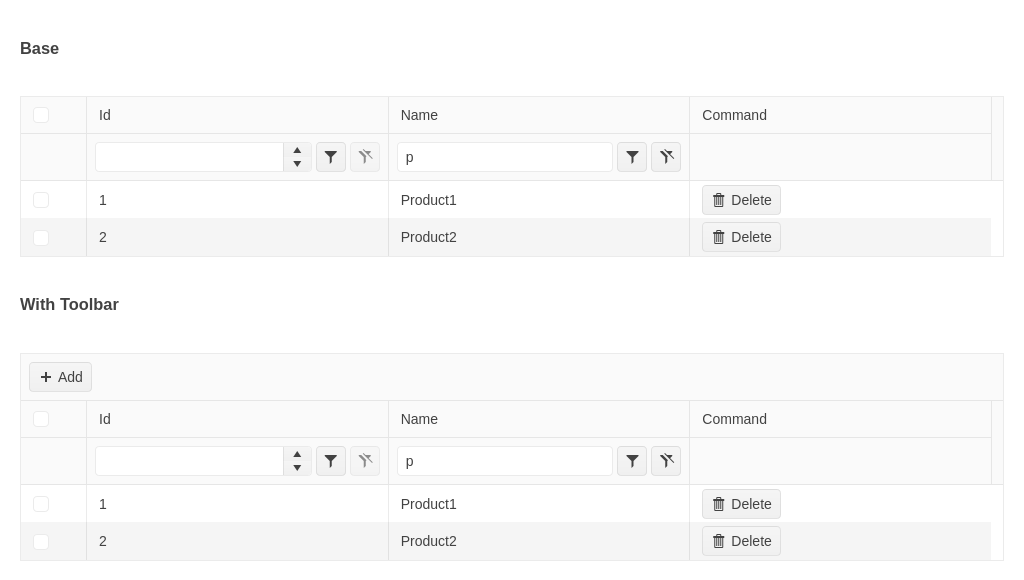 Base
Id Name Command
p
1 Product1 Delete
2 Product2 Delete
With Toolbar
Add
Id Name Command
p
1 Product1 Delete
2 Product2 Delete